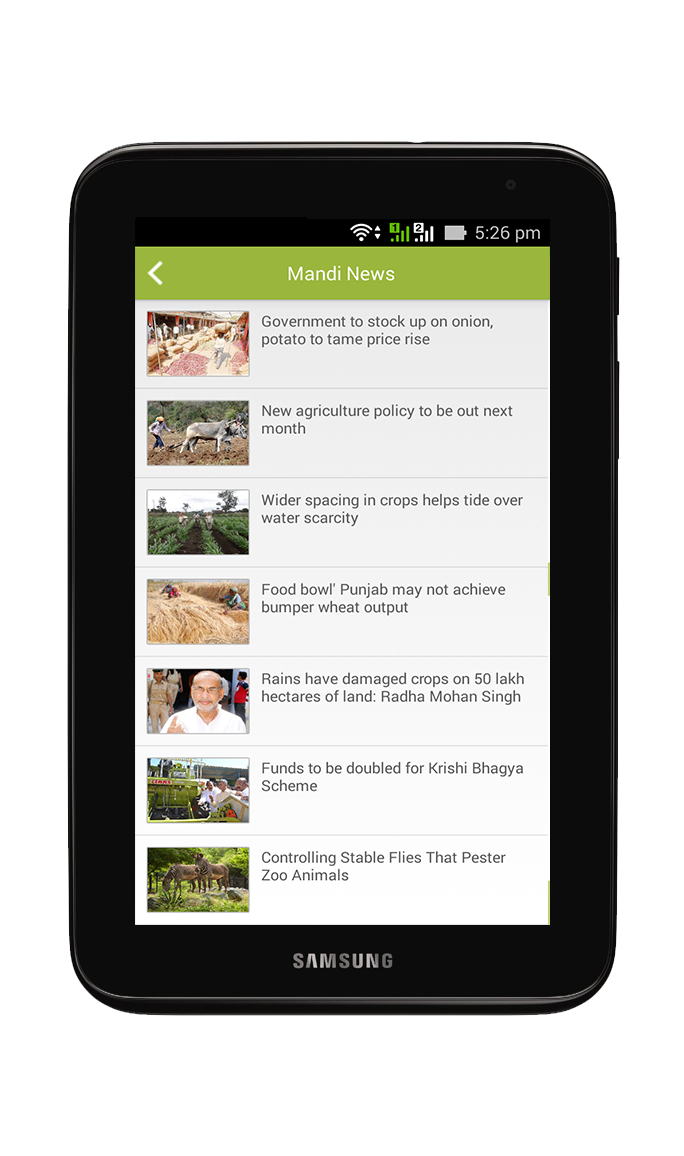 1 2 5:26 pm
Mandi News
Government to stock up on onion,
potato to tame price rise
New agriculture policy to be out next
month
Wider spacing in crops helps tide over
water scarcity
Food bowl' Punjab may not achieve
bumper wheat output
Rains have damaged crops on 50 lakh
hectares of land: Radha Mohan Singh
Funds to be doubled for Krishi Bhagya
Scheme
CLAAS
Controlling Stable Flies That Pester
Zoo Animals
SAMSUNG